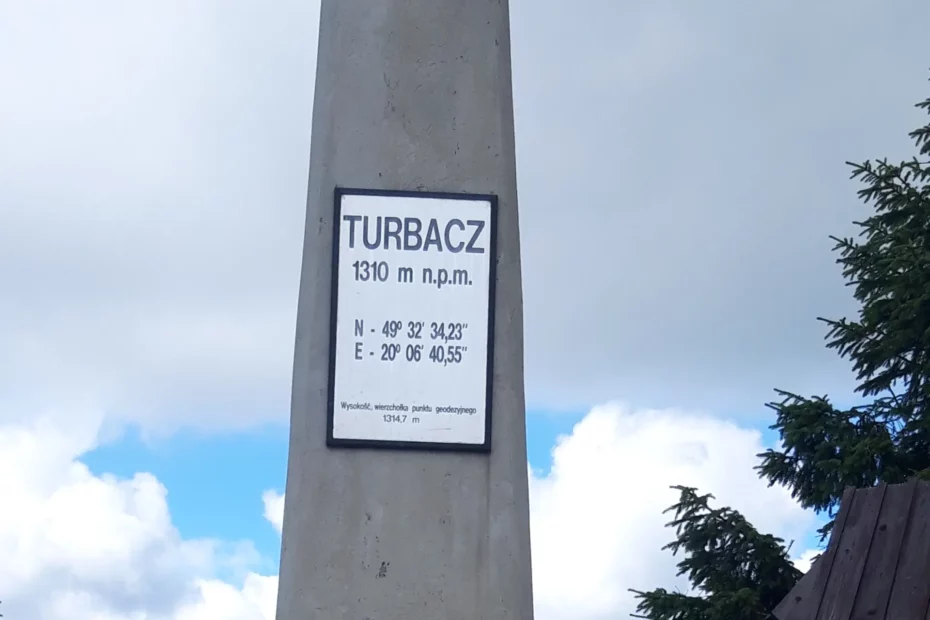 TURBACZ
1310 m n.p.m.
N - 49º 32' 34,23"
E - 20º 06' 40,55"
Wysokość, wierzchołka punktu geodezyjnego
1314,7 m